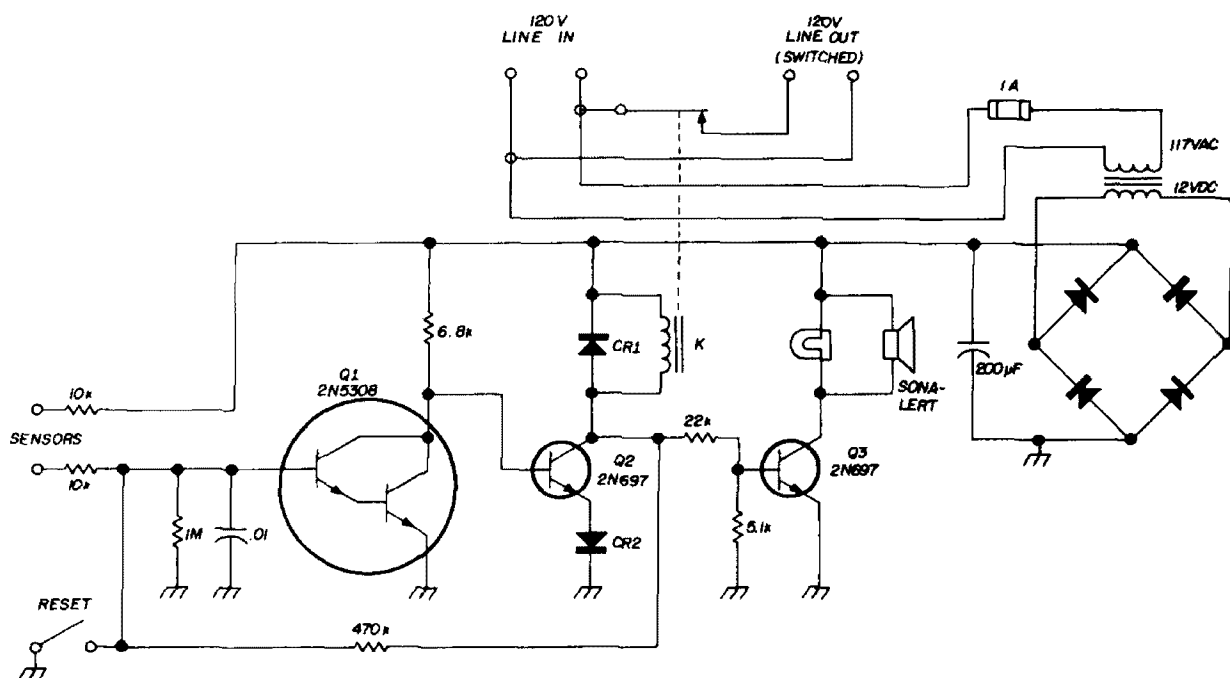 120V
LINE IN
120V
LINE OUT
(SWITCHED)
1A
117VAC
12VDC
6.8k
CR1
K
SONA-
LERT
200µF
Q1
2N5308
10k
SENSORS
10k
22k
Q2
2N697
Q3
2N697
1M
.01
CR2
5.1k
RESET
470k